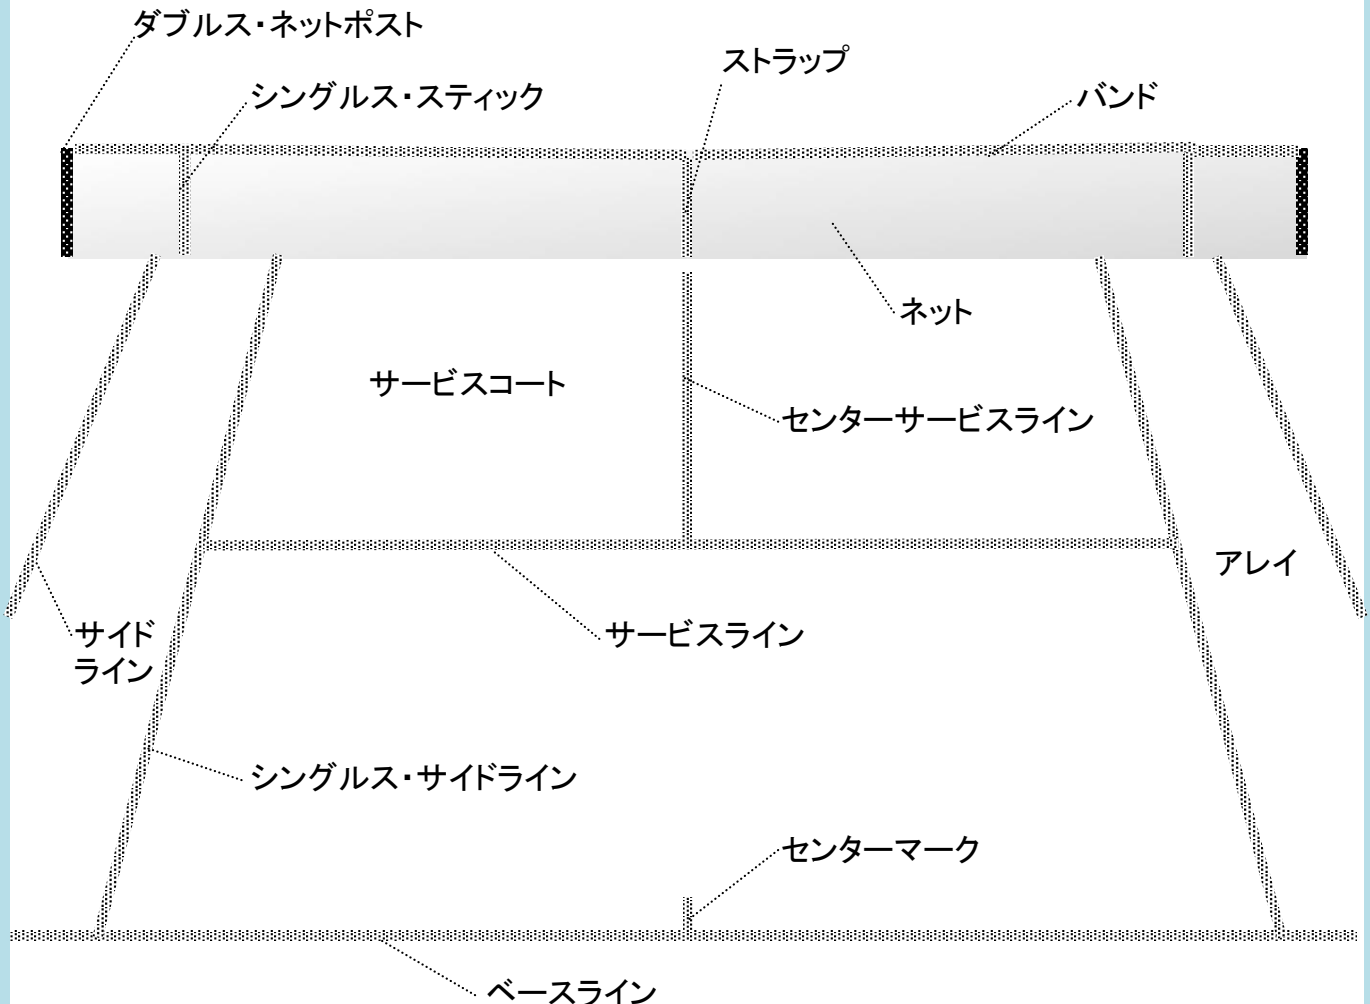 ダブルス・ネットポスト
ストラップ
シングルス・スティック
バンド
ネット
サービスコート
センターサービスライン
アレイ
サイド
ライン
サービスライン
シングルス・サイドライン
センターマーク
ベースライン